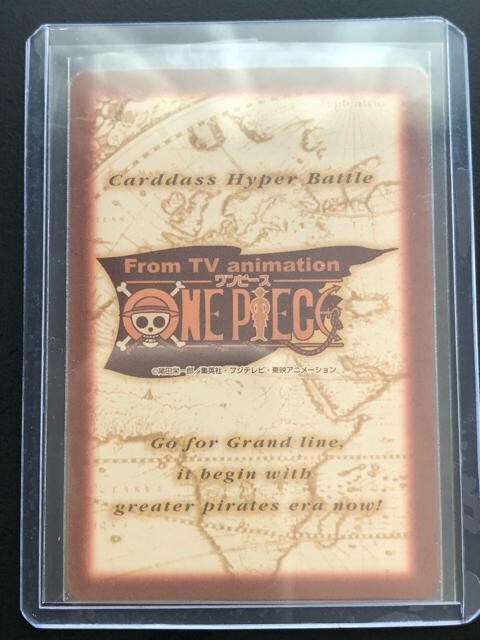 Septentrio
Carddass Hyper Battle
From TV animation
ワンピース
ONE PIECE
©尾田栄一郎/集英社・フジテレビ・東映アニメーション
Go for Grand line,
it begin with
greater pirates era now!